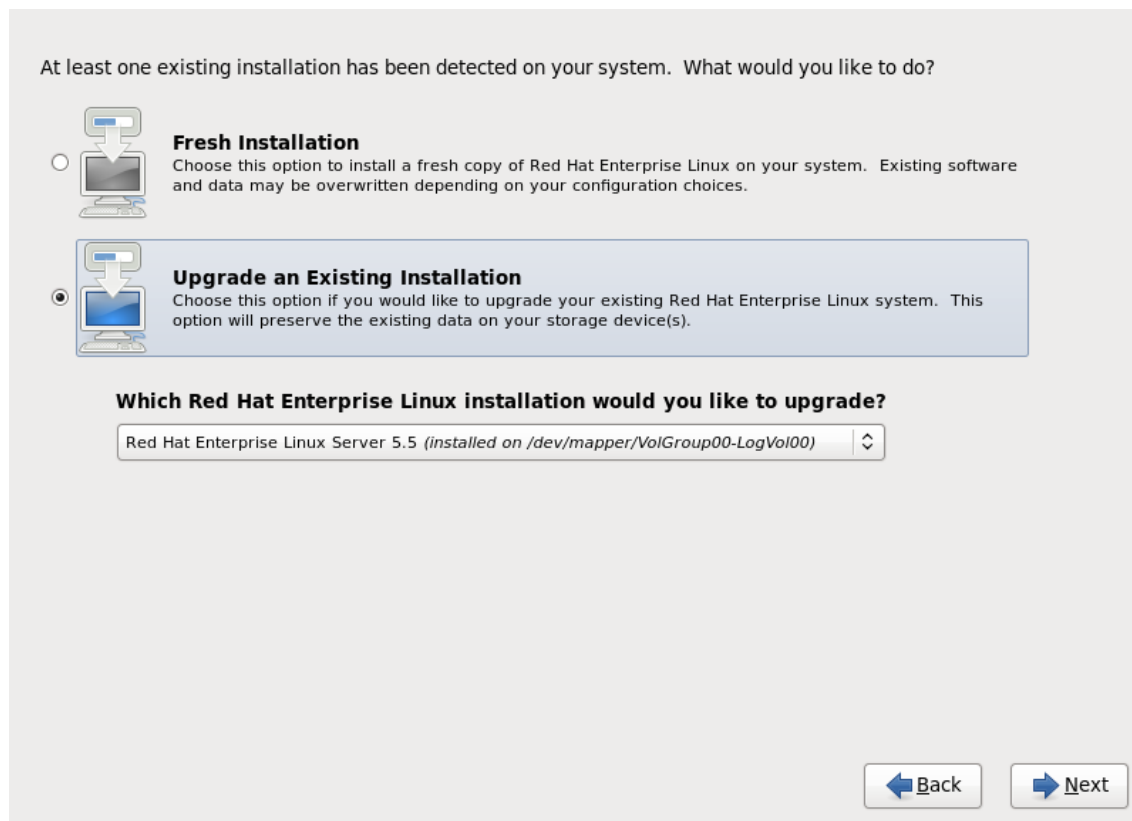 At least one existing installation has been detected on your system.  What would you like to do?
Fresh Installation
Choose this option to install a fresh copy of Red Hat Enterprise Linux on your system.  Existing software
and data may be overwritten depending on your configuration choices.
Upgrade an Existing Installation
Choose this option if you would like to upgrade your existing Red Hat Enterprise Linux system.  This
option will preserve the existing data on your storage device(s).
Which Red Hat Enterprise Linux installation would you like to upgrade?
Red Hat Enterprise Linux Server 5.5 (installed on /dev/mapper/VolGroup00-LogVol00)
Back
Next